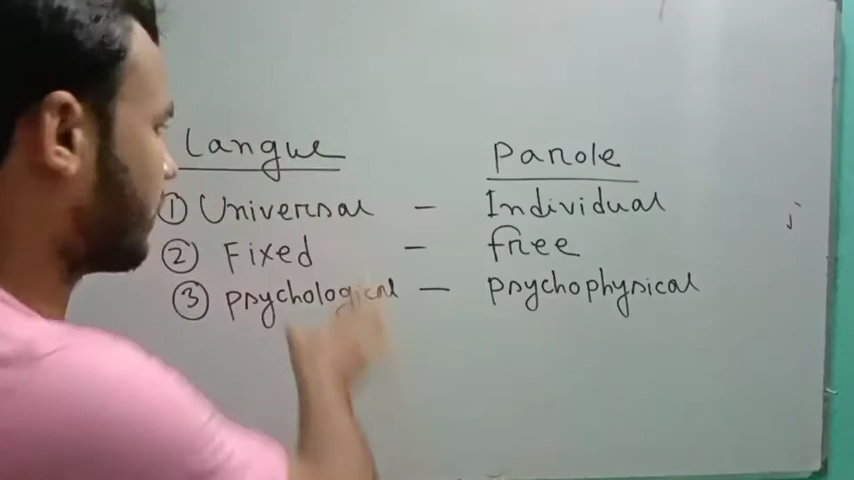 Langue Parole
① Universal - Individual
② Fixed - free
③ psychological - psychophysical